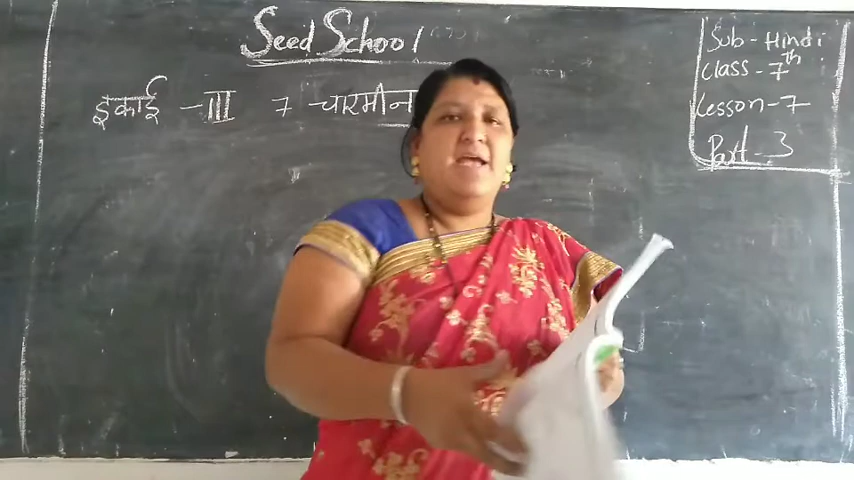 Seed School
इकाई - III 7 - चारमीन
Sub - Hindi
Class - 7th
Lesson - 7
Part - 3